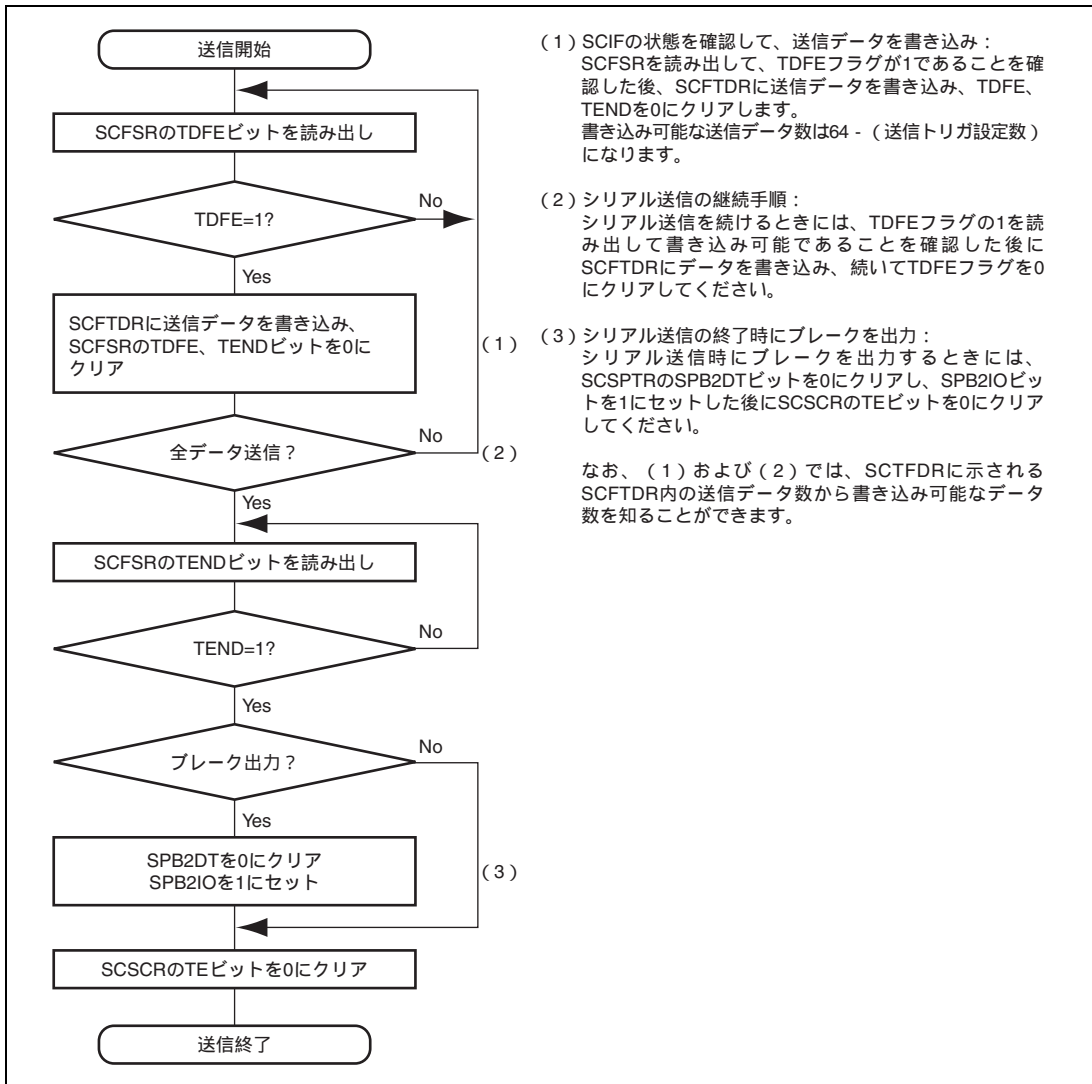 送信開始
SCFSRのTDFEビットを読み出し
TDFE=1?
No
Yes
SCFTDRに送信データを書き込み、
SCFSRのTDFE、TENDビットを0に
クリア
(1)
全データ送信？
No
(2)
Yes
SCFSRのTENDビットを読み出し
TEND=1?
No
Yes
ブレーク出力？
No
Yes
SPB2DTを0にクリア
SPB2IOを1にセット
(3)
SCSCRのTEビットを0にクリア
送信終了
(1) SCIFの状態を確認して、送信データを書き込み：
SCFSRを読み出して、TDFEフラグが1であることを確
認した後、SCFTDRに送信データを書き込み、TDFE、
TENDを0にクリアします。
書き込み可能な送信データ数は64 - (送信トリガ設定数)
になります。
(2) シリアル送信の継続手順：
シリアル送信を続けるときには、TDFEフラグの1を読
み出して書き込み可能であることを確認した後に
SCFTDRにデータを書き込み、続いてTDFEフラグを0
にクリアしてください。
(3) シリアル送信の終了時にブレークを出力：
シリアル送信時にブレークを出力するときには、
SCSPTRのSPB2DTビットを0にクリアし、SPB2IOビッ
トを1にセットした後にSCSCRのTEビットを0にクリア
してください。
なお、(1)および(2)では、SCTFDRに示される
SCFTDR内の送信データ数から書き込み可能なデータ
数を知ることができます。